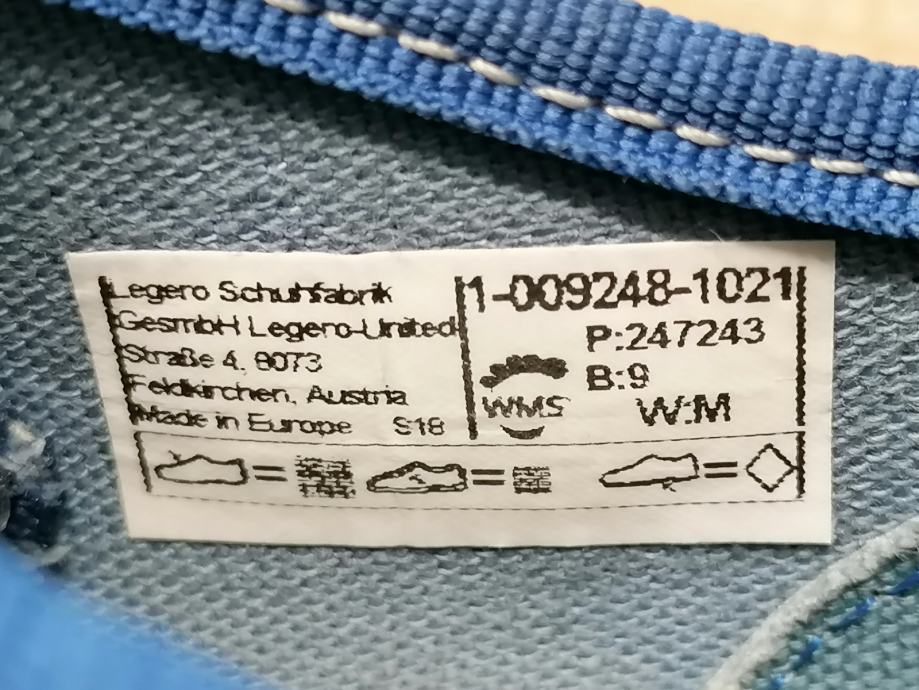 Legero Schuhfabrik
GesmbH Legero-United
Straße 4, 8073
Feldkirchen, Austria
Made in Europe S18
1-009248-1021
P:247243
B:9
WMS W:M